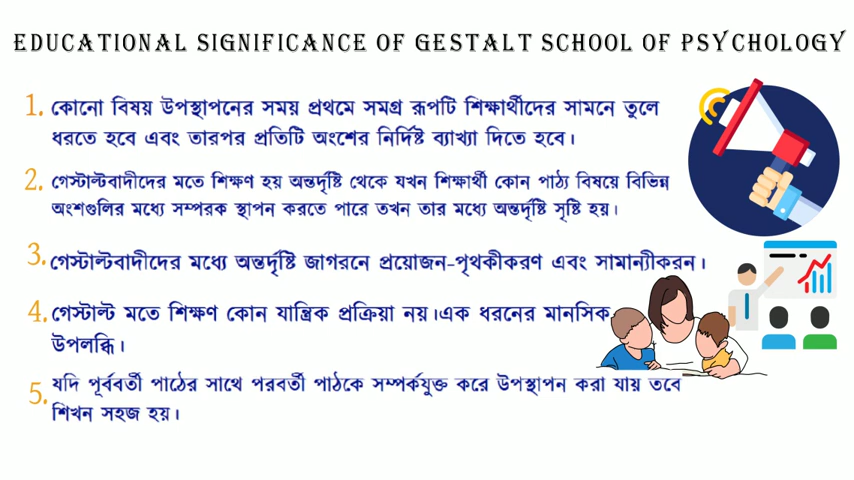 EDUCATIONAL SIGNIFICANCE OF GESTALT SCHOOL OF PSYCHOLOGY
1. কোনো বিষয় উপস্থাপনের সময় প্রথমে সমগ্র রূপটি শিক্ষার্থীদের সামনে তুলে
ধরতে হবে এবং তারপর প্রতিটি অংশের নির্দিষ্ট ব্যাখ্যা দিতে হবে।
2. গেস্টাল্টবাদীদের মতে শিক্ষণ হয় অন্তর্দৃষ্টি থেকে যখন শিক্ষার্থী কোন পাঠ্য বিষয়ে বিভিন্ন
অংশগুলির মধ্যে সম্পরক স্থাপন করতে পারে তখন তার মধ্যে অন্তর্দৃষ্টি সৃষ্টি হয়।
3. গেস্টাল্টবাদীদের মধ্যে অন্তর্দৃষ্টি জাগরনে প্রয়োজন-পৃথকীকরণ এবং সামান্যীকরন।
4. গেস্টাল্ট মতে শিক্ষণ কোন যান্ত্রিক প্রক্রিয়া নয়।এক ধরনের মানসিক
উপলব্ধি।
5. যদি পূর্ববর্তী পাঠের সাথে পরবর্তী পাঠকে সম্পর্কযুক্ত করে উপস্থাপন করা যায় তবে
শিখন সহজ হয়।